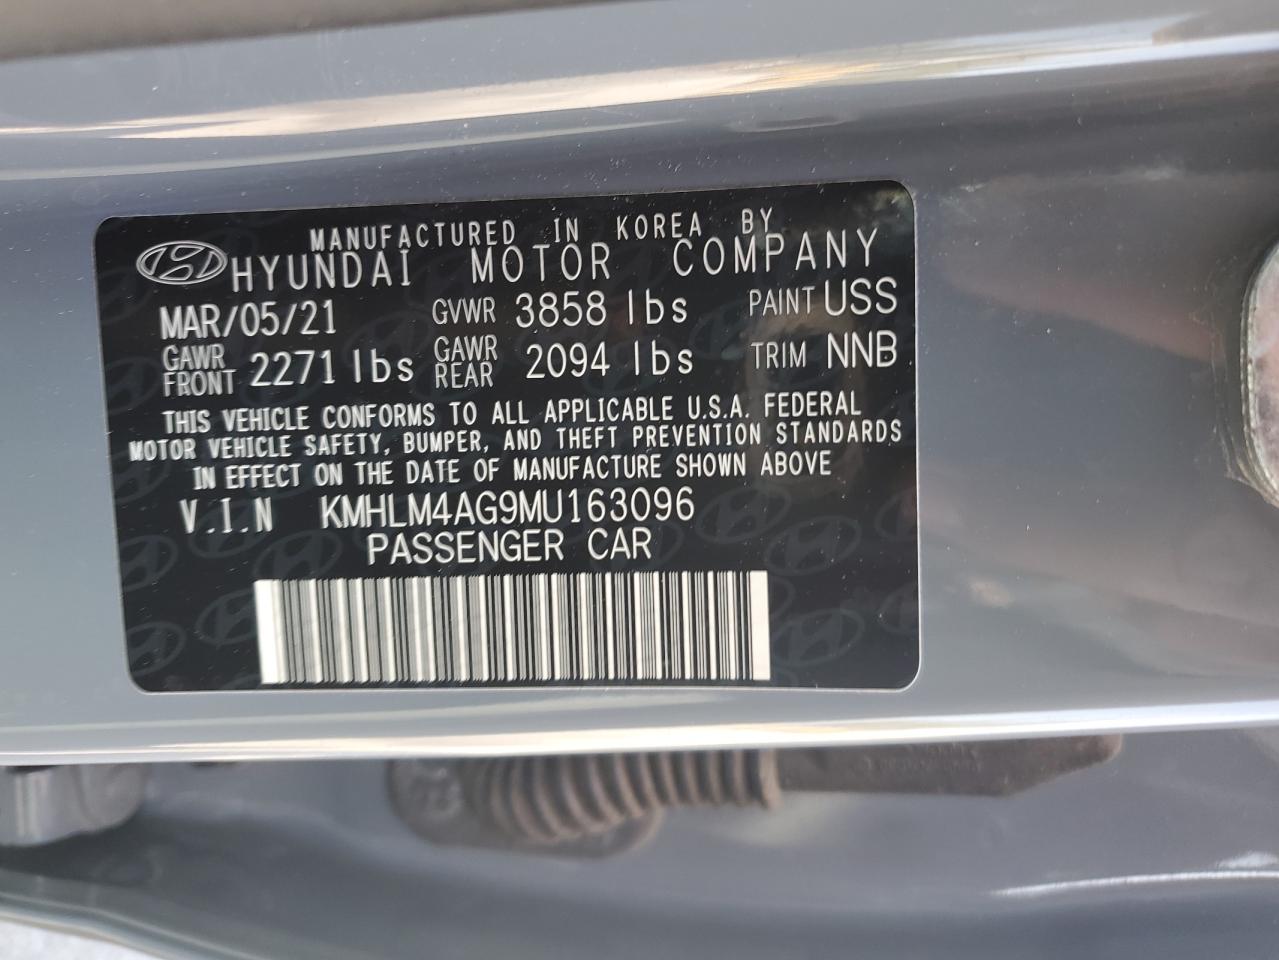 MANUFACTURED IN KOREA BY
HYUNDAI MOTOR COMPANY
MAR/05/21 GVWR 3858 lbs PAINT USS
GAWR FRONT 2271 lbs GAWR REAR 2094 lbs TRIM NNB
THIS VEHICLE CONFORMS TO ALL APPLICABLE U.S.A. FEDERAL
MOTOR VEHICLE SAFETY, BUMPER, AND THEFT PREVENTION STANDARDS
IN EFFECT ON THE DATE OF MANUFACTURE SHOWN ABOVE
V.I.N KMHLM4AG9MU163096
PASSENGER CAR